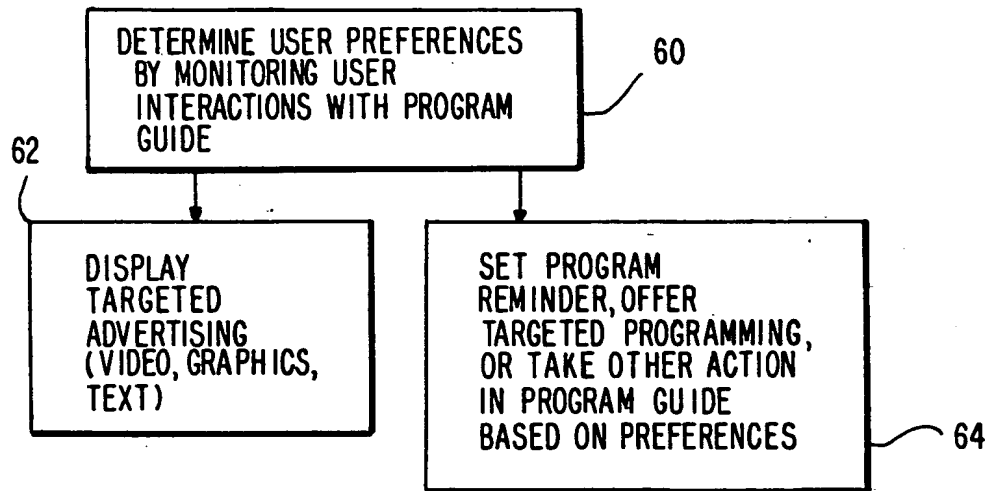 DETERMINE USER PREFERENCES
BY MONITORING USER
INTERACTIONS WITH PROGRAM
GUIDE
60
62
DISPLAY
TARGETED
ADVERTISING
(VIDEO, GRAPHICS,
TEXT)
SET PROGRAM
REMINDER, OFFER
TARGETED PROGRAMMING,
OR TAKE OTHER ACTION
IN PROGRAM GUIDE
BASED ON PREFERENCES
64